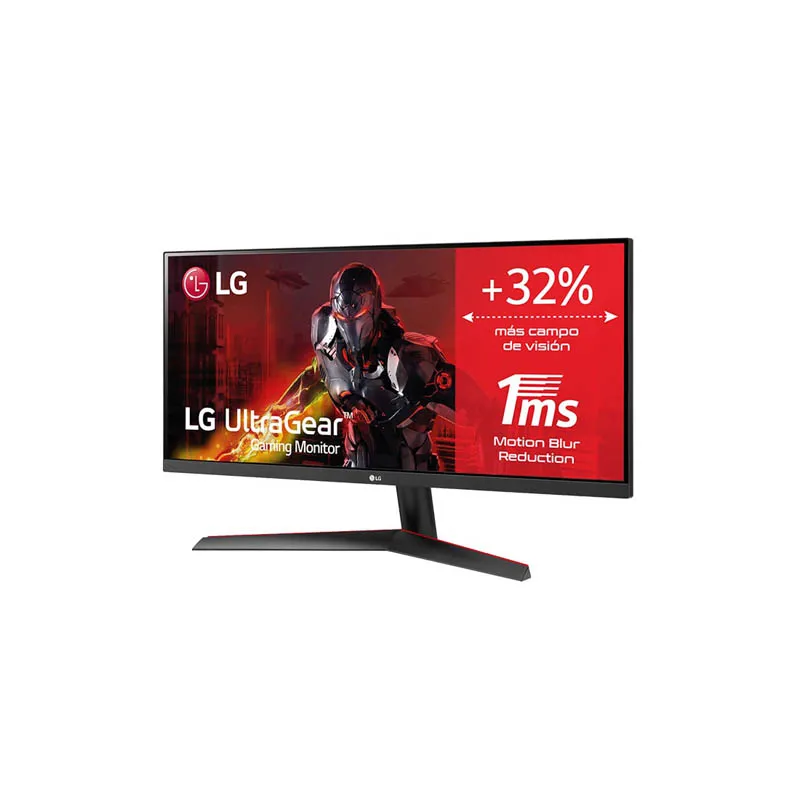 LG
LG UltraGear™
Gaming Monitor
+32%
más campo
de visión
1ms
Motion Blur
Reduction
LG